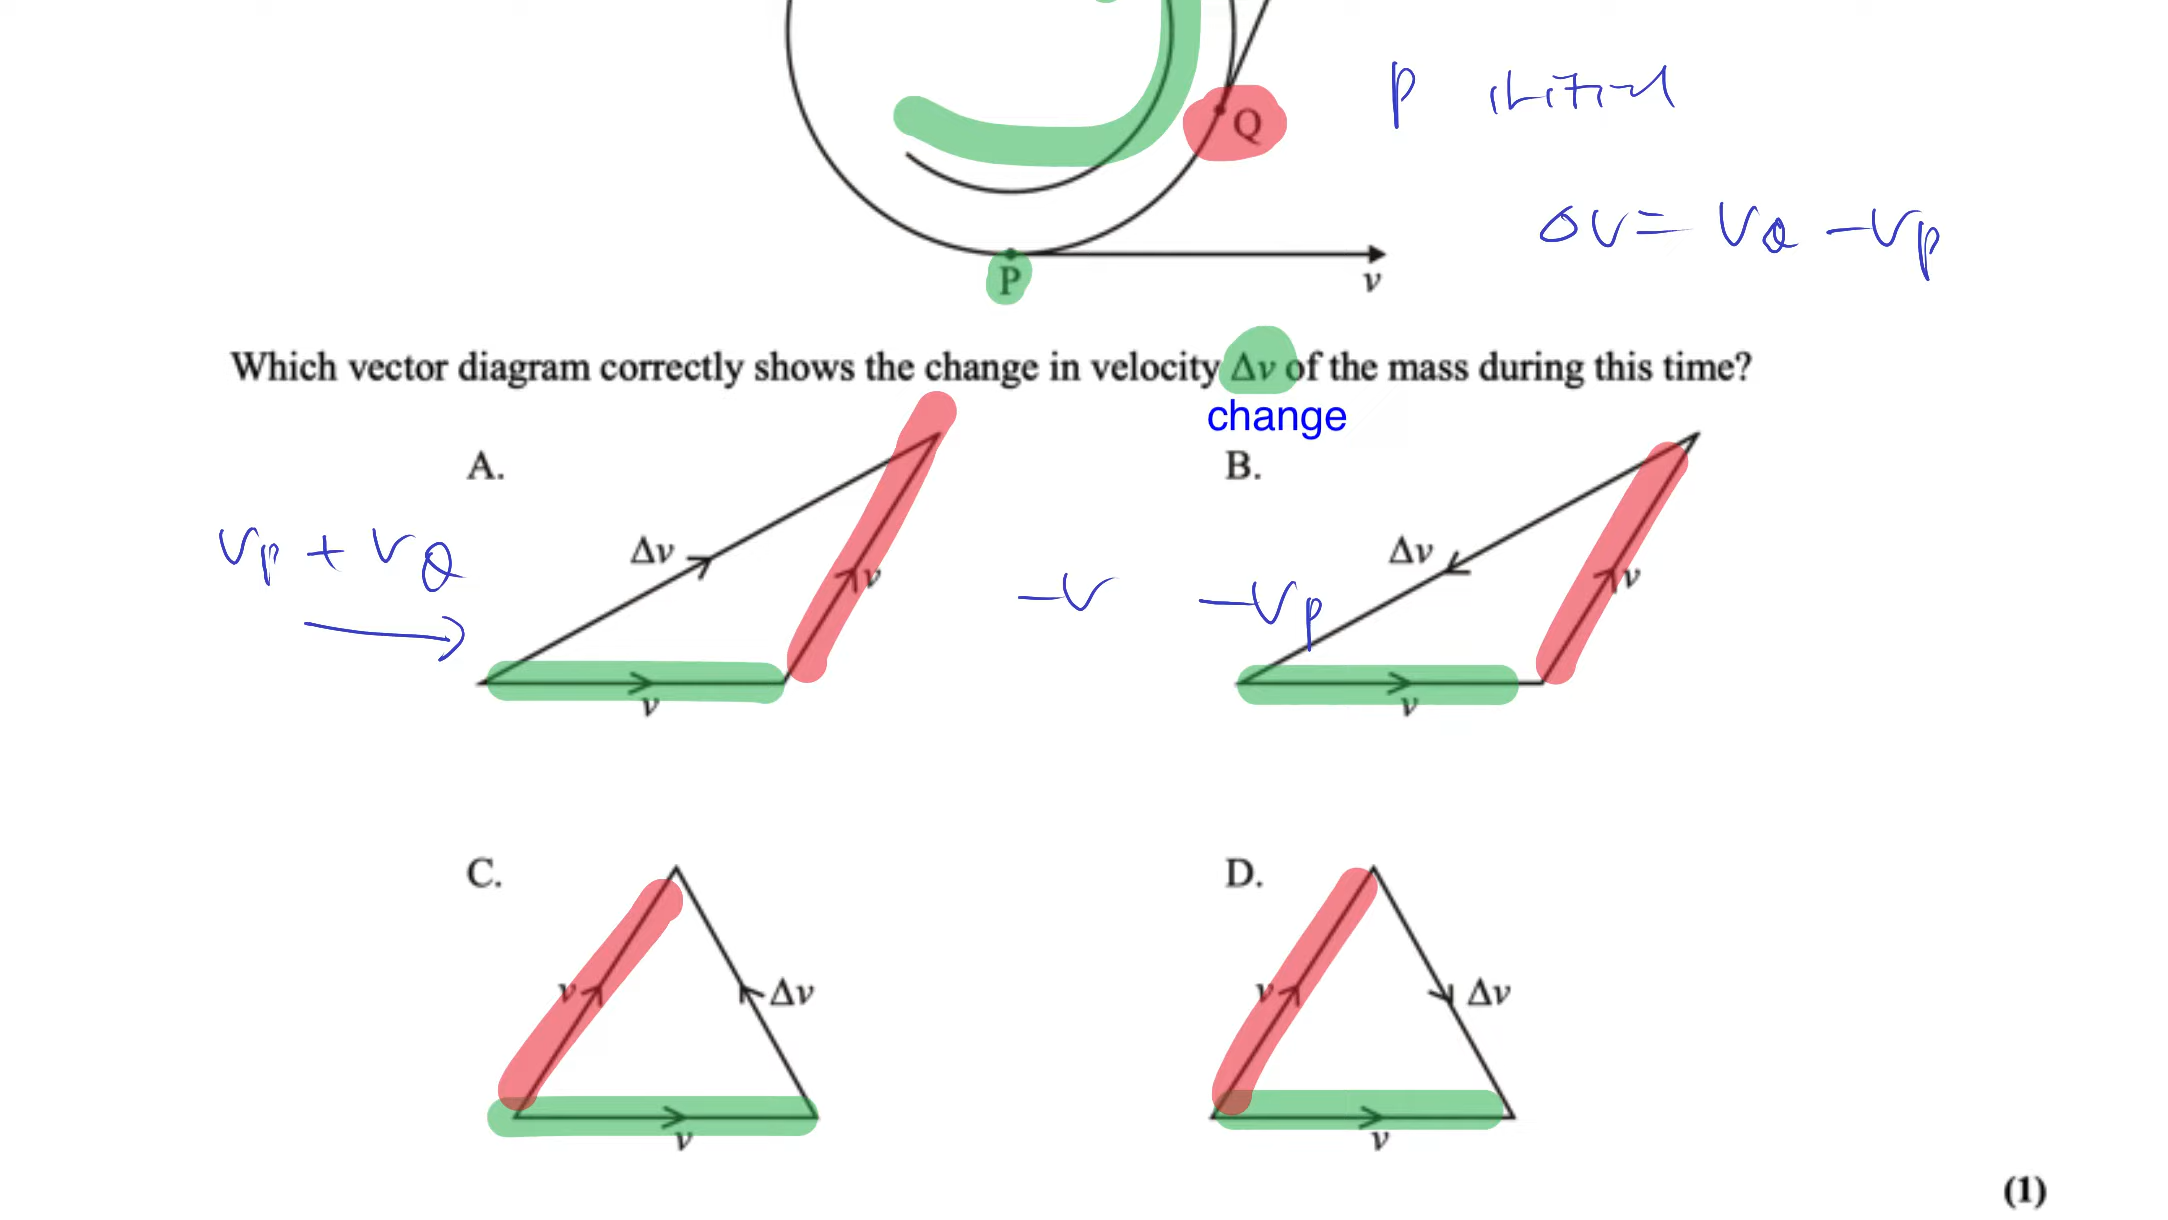 Q
P initial
Δv = vQ - vP
P
v
Which vector diagram correctly shows the change in velocity Δv of the mass during this time?
change
A.
B.
vP + vQ
Δv
v
-v
-vP
Δv
v
v
v
C.
D.
v
Δv
v
Δv
v
v
(1)